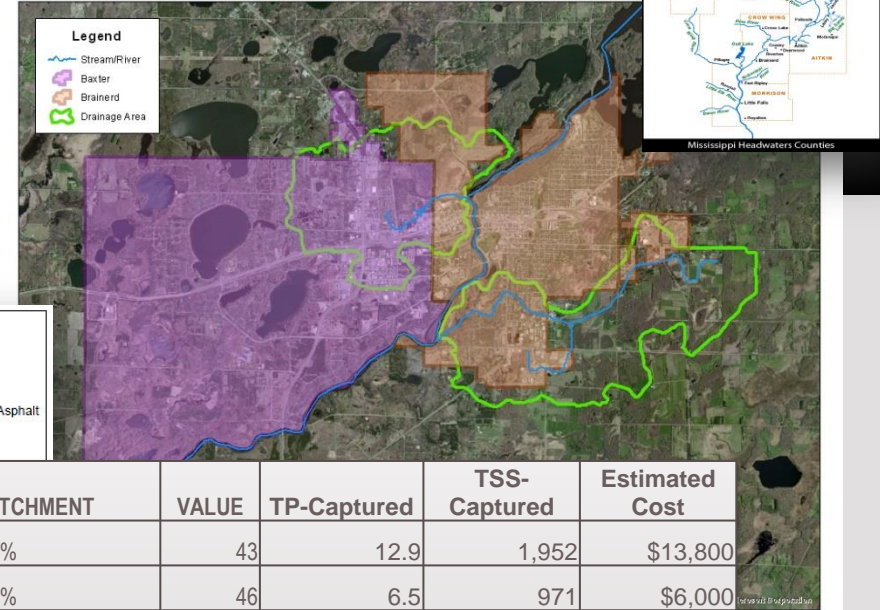 Legend
Stream/River
Baxter
Brainerd
Drainage Area
CROW WING
AITKIN
MORRISON
Brainerd
Little Falls
Mississippi Headwaters Counties
Asphalt
TCHMENT VALUE TP-Captured TSS-Captured Estimated Cost
% 43 12.9 1,952 $13,800
% 46 6.5 971 $6,000